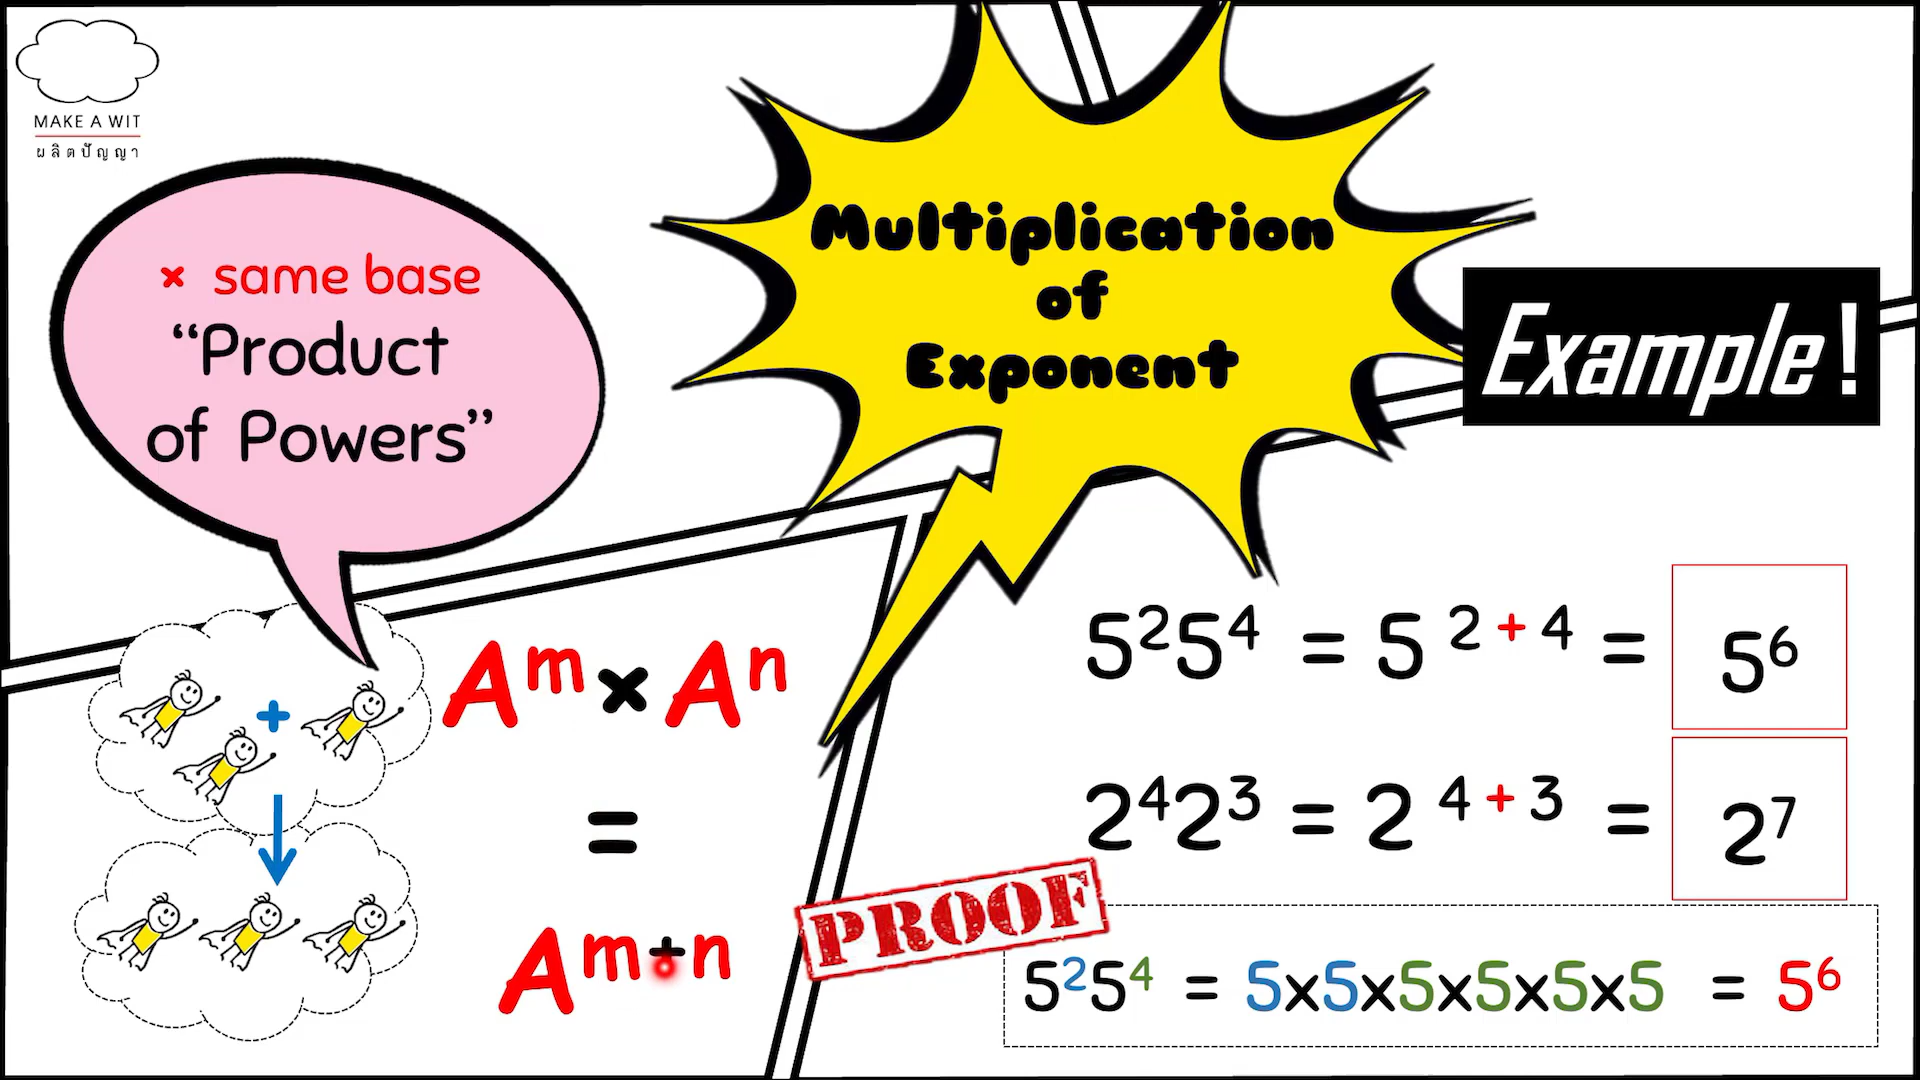 MAKE A WIT
ผลิตปัญญา
Multiplication
of
Exponent
× same base
“Product
of Powers”
Example!
Aᵐ × Aⁿ
=
Aᵐ⁺ⁿ
+
5²5⁴ = 5 ² ⁺ ⁴ = 5⁶
2⁴2³ = 2 ⁴ ⁺ ³ = 2⁷
PROOF
5²5⁴ = 5x5x5x5x5x5 = 5⁶